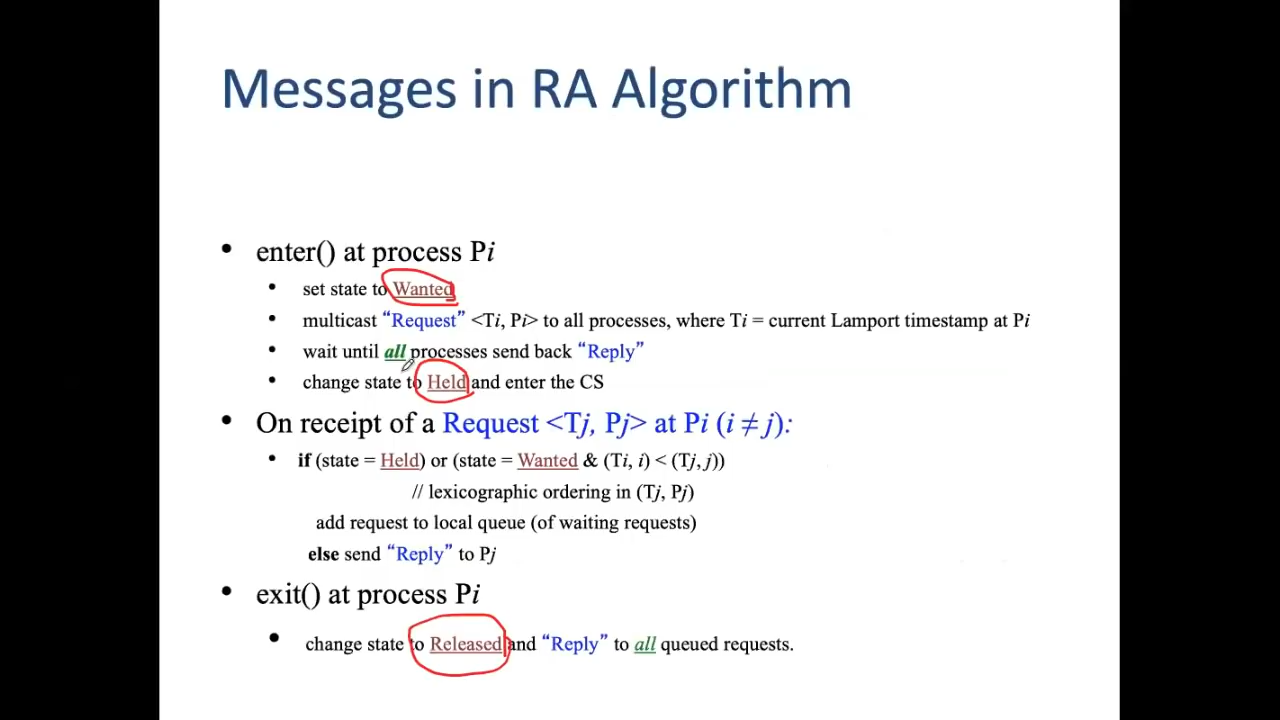 Messages in RA Algorithm
• enter() at process Pi
• set state to Wanted
• multicast “Request” <Ti, Pi> to all processes, where Ti = current Lamport timestamp at Pi
• wait until all processes send back “Reply”
• change state to Held and enter the CS
• On receipt of a Request <Tj, Pj> at Pi (i ≠ j):
• if (state = Held) or (state = Wanted & (Ti, i) < (Tj, j))
// lexicographic ordering in (Tj, Pj)
add request to local queue (of waiting requests)
else send “Reply” to Pj
• exit() at process Pi
• change state to Released and “Reply” to all queued requests.